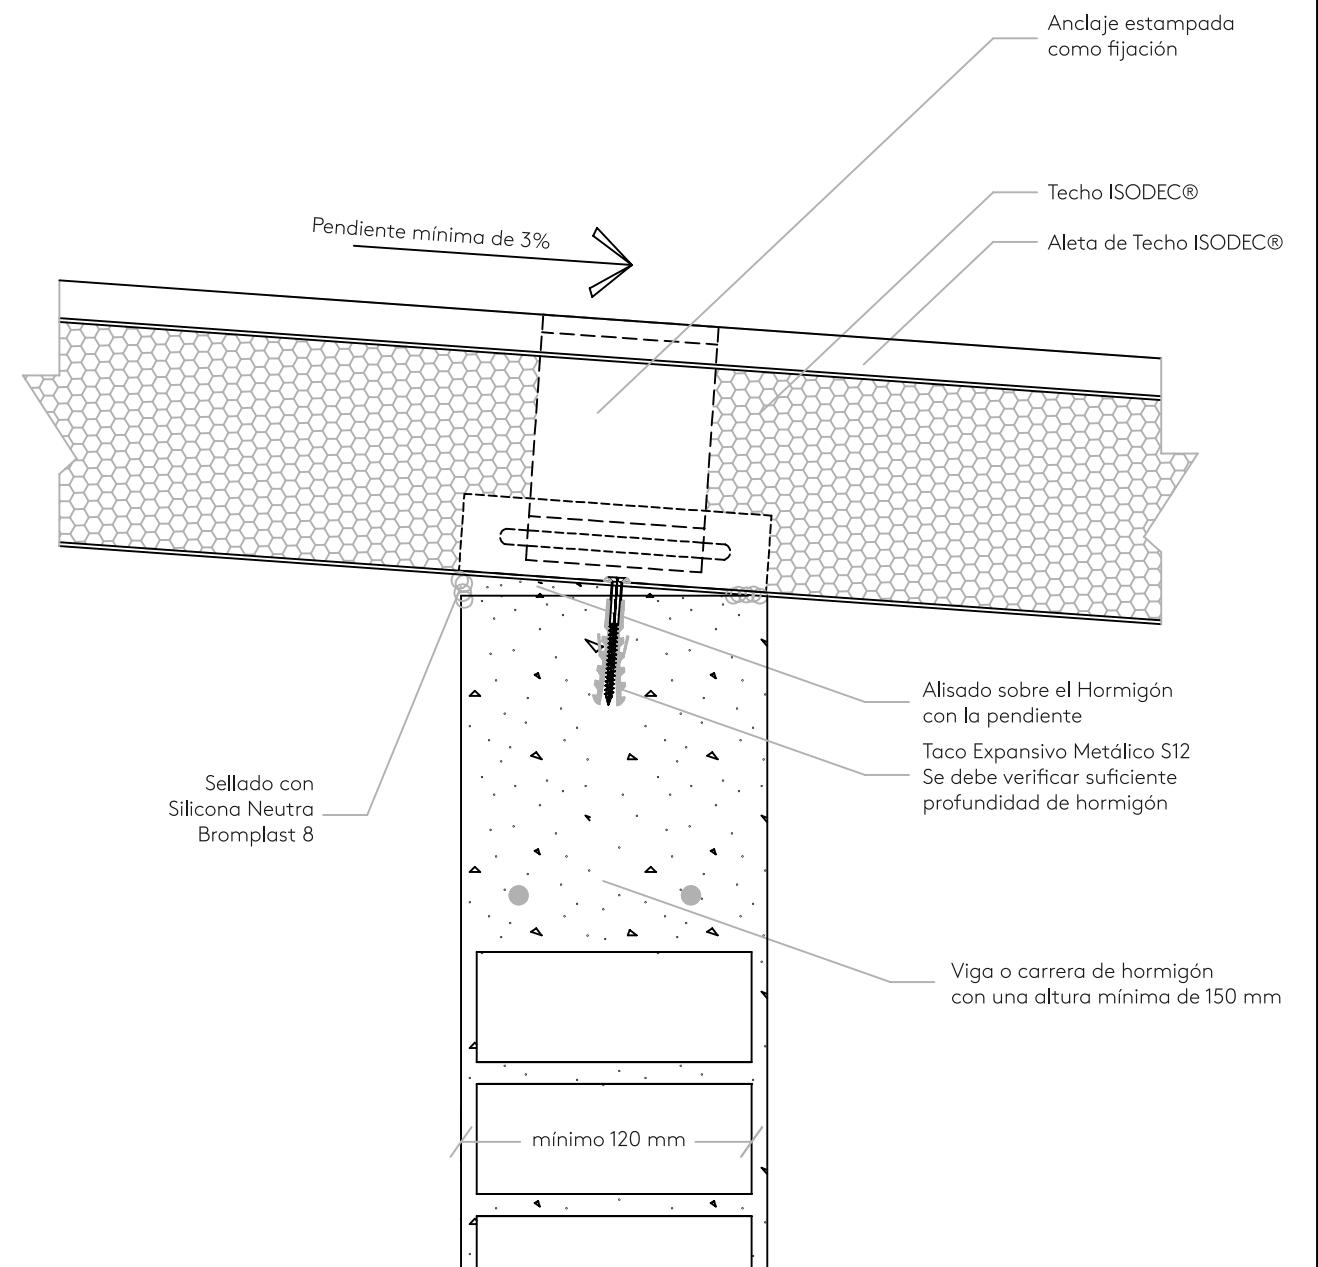 Anclaje estampada
como fijación
Techo ISODEC®
Pendiente mínima de 3%
Aleta de Techo ISODEC®
Alisado sobre el Hormigón
con la pendiente
Taco Expansivo Metálico S12
Se debe verificar suficiente
profundidad de hormigón
Sellado con
Silicona Neutra
Bromplast 8
Viga o carrera de hormigón
con una altura mínima de 150 mm
mínimo 120 mm